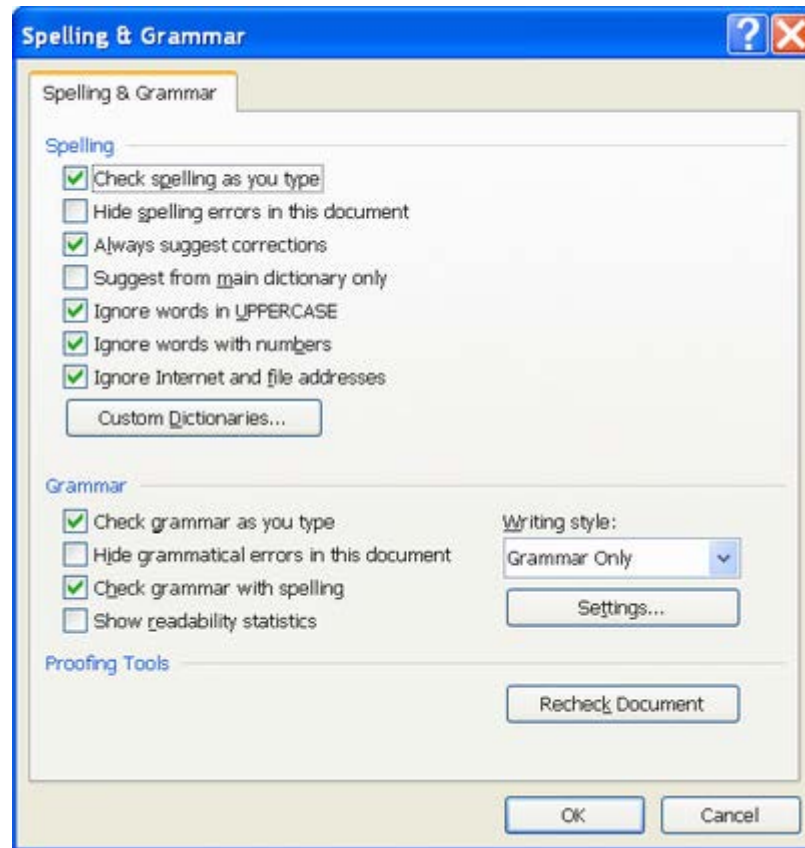 Spelling & Grammar
Spelling & Grammar
Spelling
Check spelling as you type
Hide spelling errors in this document
Always suggest corrections
Suggest from main dictionary only
Ignore words in UPPERCASE
Ignore words with numbers
Ignore Internet and file addresses
Custom Dictionaries...
Grammar
Check grammar as you type
Writing style:
Hide grammatical errors in this document
Grammar Only
Check grammar with spelling
Settings...
Show readability statistics
Proofing Tools
Recheck Document
OK Cancel